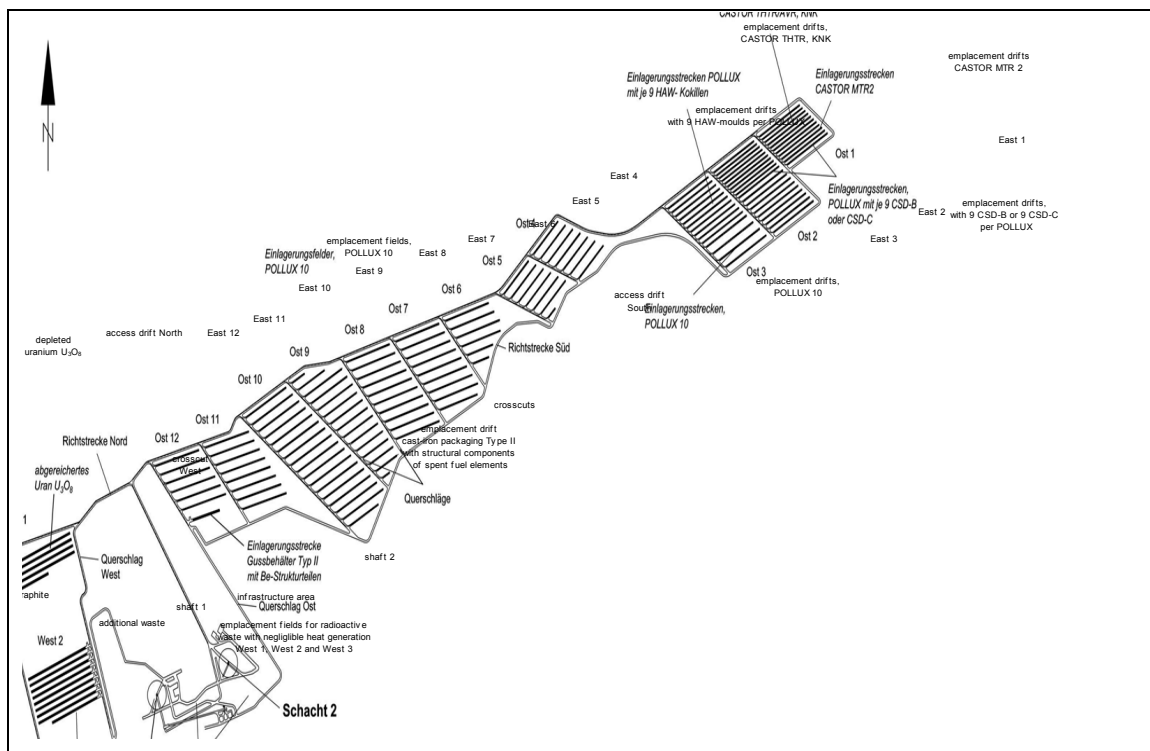 CASTOR THTR/AVR, KNK
emplacement drifts,
CASTOR THTR, KNK
emplacement drifts
CASTOR MTR 2
N
Einlagerungsstrecken POLLUX
mit je 9 HAW- Kokillen
Einlagerungsstrecken
CASTOR MTR2
emplacement drifts
with 9 HAW-moulds per POLLUX
East 1
Ost 1
East 4
Einlagerungsstrecken,
POLLUX mit je 9 CSD-B
oder CSD-C
East 5
East 2
emplacement drifts,
with 9 CSD-B or 9 CSD-C
per POLLUX
Ost 4
East 6
Ost 2
East 3
East 7
emplacement fields,
POLLUX 10
Einlagerungsfelder,
POLLUX 10
East 8
Ost 5
East 9
Ost 3
emplacement drifts,
POLLUX 10
East 10
Ost 6
access drift
South
Einlagerungsstrecken,
POLLUX 10
Ost 7
East 11
access drift North
East 12
Ost 8
depleted
uranium U₃O₈
Ost 9
Richtstrecke Süd
Ost 10
crosscuts
Ost 11
emplacement drift
cast-iron packaging Type II
with structural components
of spent fuel elements
Ost 12
Richtstrecke Nord
crosscut
West
abgereichertes
Uran U₃O₈
Querschläge
1
Einlagerungsstrecke
Gussbehälter Typ II
mit Be-Strukturteilen
shaft 2
Querschlag
West
raphite
infrastructure area
shaft 1
Querschlag Ost
additional waste
emplacement fields for radioactive
waste with negliglible heat generation
West 1, West 2 and West 3
West 2
Schacht 2